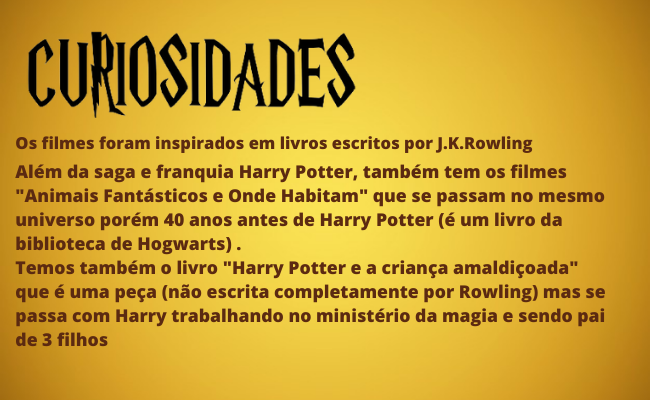 CURIOSIDADES
Os filmes foram inspirados em livros escritos por J.K.Rowling
Além da saga e franquia Harry Potter, também tem os filmes
"Animais Fantásticos e Onde Habitam" que se passam no mesmo
universo porém 40 anos antes de Harry Potter (é um livro da
biblioteca de Hogwarts) .
Temos também o livro "Harry Potter e a criança amaldiçoada"
que é uma peça (não escrita completamente por Rowling) mas se
passa com Harry trabalhando no ministério da magia e sendo pai
de 3 filhos